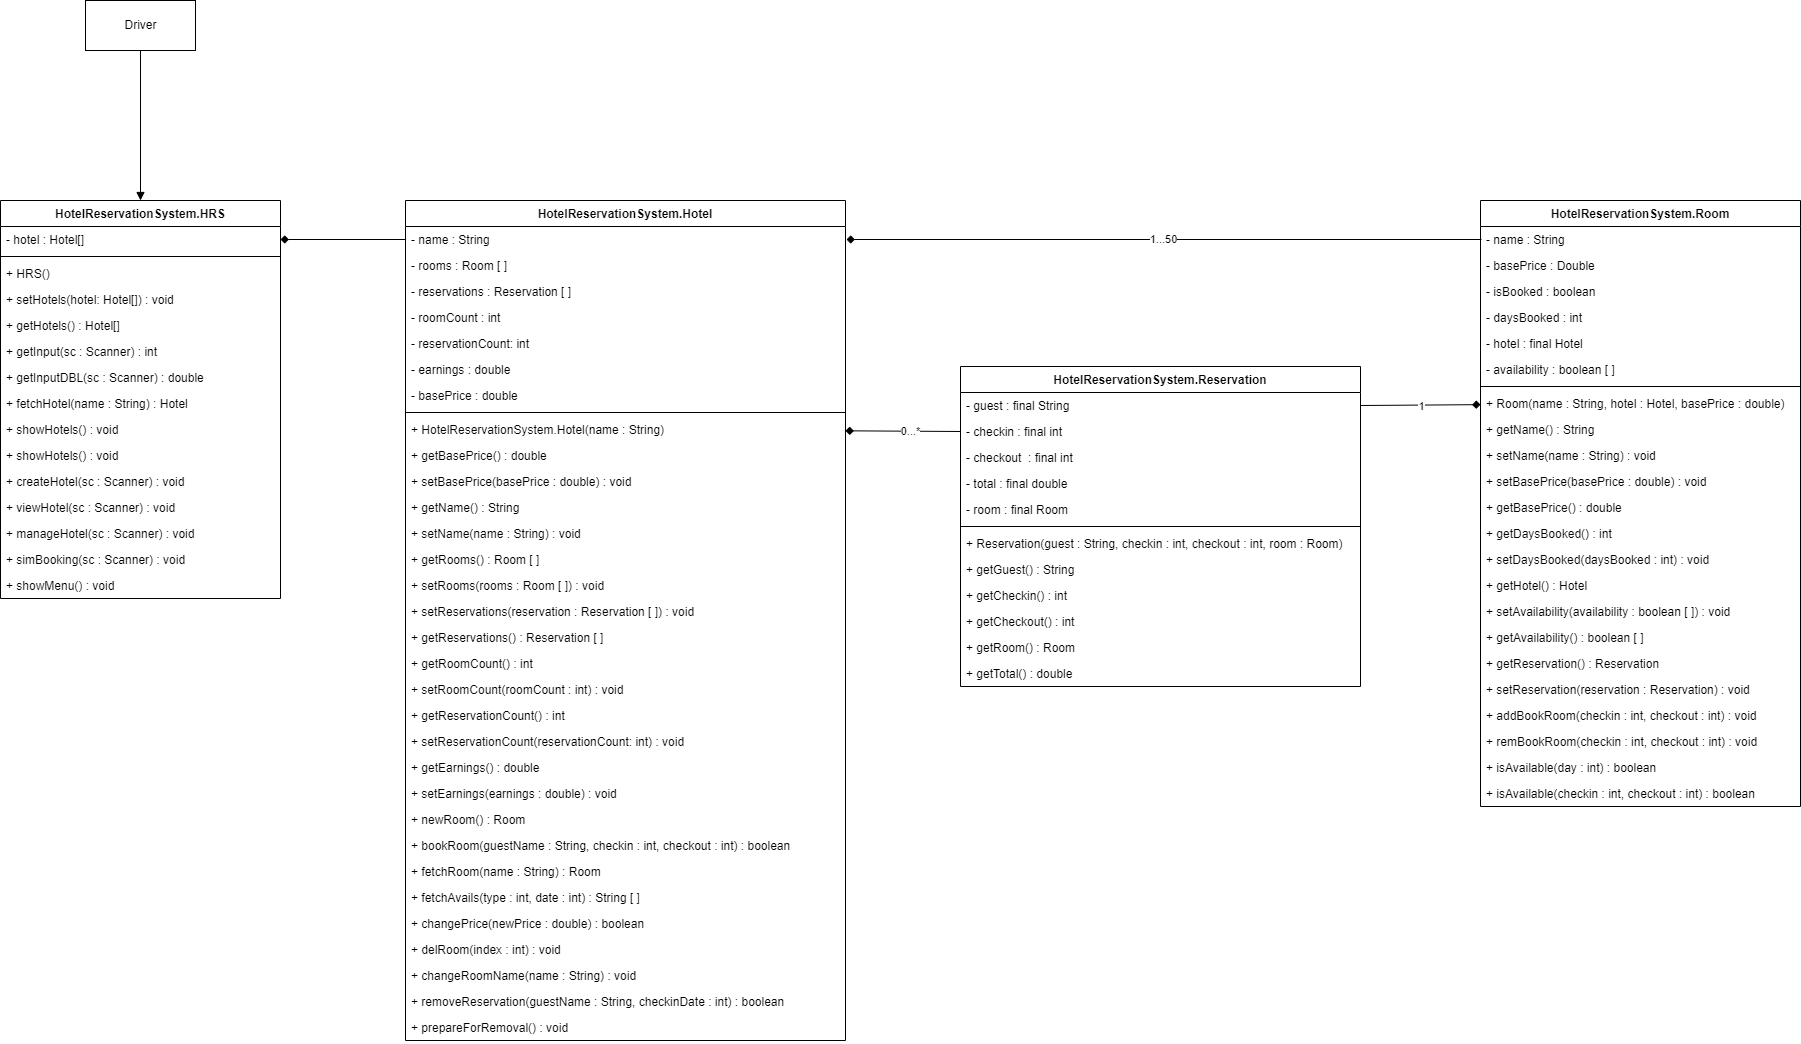 Driver
HotelReservationSystem.HRS
- hotel : Hotel[]
+ HRS()
+ setHotels(hotel: Hotel[]) : void
+ getHotels() : Hotel[]
+ getInput(sc : Scanner) : int
+ getInputDBL(sc : Scanner) : double
+ fetchHotel(name : String) : Hotel
+ showHotels() : void
+ showHotels() : void
+ createHotel(sc : Scanner) : void
+ viewHotel(sc : Scanner) : void
+ manageHotel(sc : Scanner) : void
+ simBooking(sc : Scanner) : void
+ showMenu() : void
HotelReservationSystem.Hotel
- name : String
- rooms : Room [ ]
- reservations : Reservation [ ]
- roomCount : int
- reservationCount: int
- earnings : double
- basePrice : double
+ HotelReservationSystem.Hotel(name : String)
+ getBasePrice() : double
+ setBasePrice(basePrice : double) : void
+ getName() : String
+ setName(name : String) : void
+ getRooms() : Room [ ]
+ setRooms(rooms : Room [ ]) : void
+ setReservations(reservation : Reservation [ ]) : void
+ getReservations() : Reservation [ ]
+ getRoomCount() : int
+ setRoomCount(roomCount : int) : void
+ getReservationCount() : int
+ setReservationCount(reservationCount: int) : void
+ getEarnings() : double
+ setEarnings(earnings : double) : void
+ newRoom() : Room
+ bookRoom(guestName : String, checkin : int, checkout : int) : boolean
+ fetchRoom(name : String) : Room
+ fetchAvails(type : int, date : int) : String [ ]
+ changePrice(newPrice : double) : boolean
+ delRoom(index : int) : void
+ changeRoomName(name : String) : void
+ removeReservation(guestName : String, checkinDate : int) : boolean
+ prepareForRemoval() : void
1...50
0...*
HotelReservationSystem.Reservation
- guest : final String
- checkin : final int
- checkout  : final int
- total : final double
- room : final Room
+ Reservation(guest : String, checkin : int, checkout : int, room : Room)
+ getGuest() : String
+ getCheckin() : int
+ getCheckout() : int
+ getRoom() : Room
+ getTotal() : double
1
HotelReservationSystem.Room
- name : String
- basePrice : Double
- isBooked : boolean
- daysBooked : int
- hotel : final Hotel
- availability : boolean [ ]
+ Room(name : String, hotel : Hotel, basePrice : double)
+ getName() : String
+ setName(name : String) : void
+ setBasePrice(basePrice : double) : void
+ getBasePrice() : double
+ getDaysBooked() : int
+ setDaysBooked(daysBooked : int) : void
+ getHotel() : Hotel
+ setAvailability(availability : boolean [ ]) : void
+ getAvailability() : boolean [ ]
+ getReservation() : Reservation
+ setReservation(reservation : Reservation) : void
+ addBookRoom(checkin : int, checkout : int) : void
+ remBookRoom(checkin : int, checkout : int) : void
+ isAvailable(day : int) : boolean
+ isAvailable(checkin : int, checkout : int) : boolean